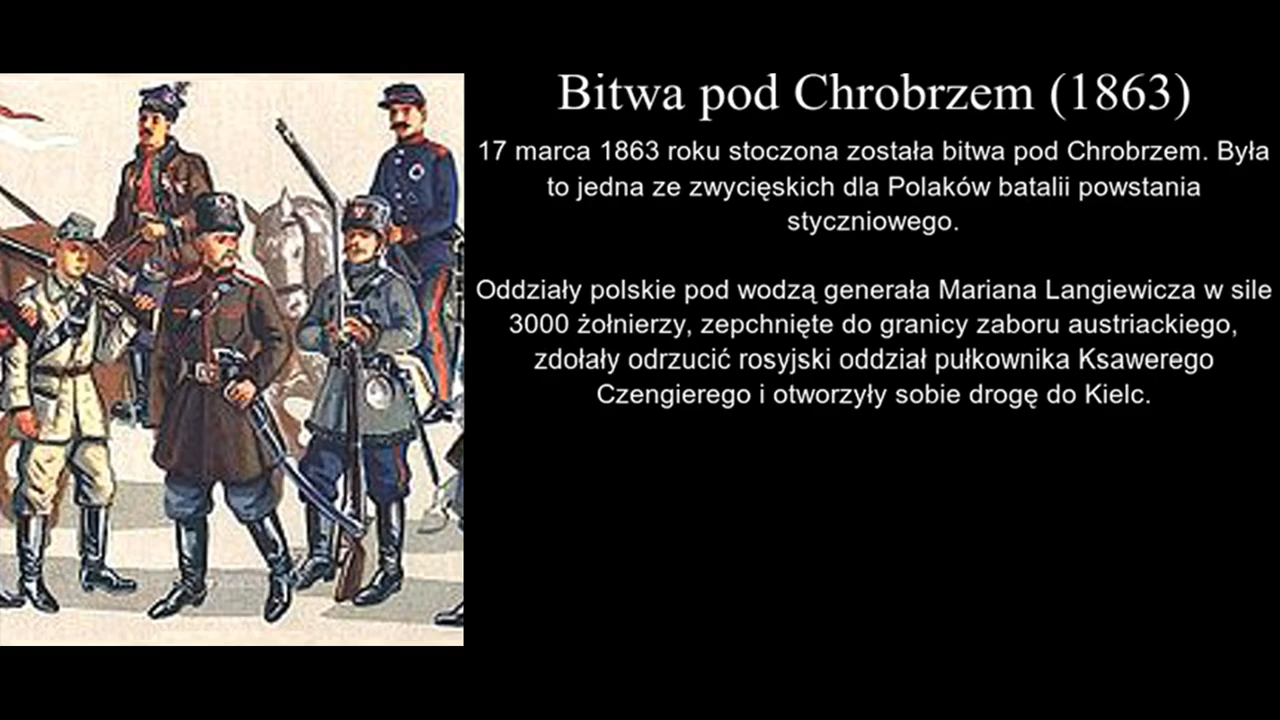 Bitwa pod Chrobrzem (1863)
17 marca 1863 roku stoczona została bitwa pod Chrobrzem. Była
to jedna ze zwycięskich dla Polaków batalii powstania
styczniowego.
Oddziały polskie pod wodzą generała Mariana Langiewicza w sile
3000 żołnierzy, zepchnięte do granicy zaboru austriackiego,
zdołały odrzucić rosyjski oddział pułkownika Ksawerego
Czengierego i otworzyły sobie drogę do Kielc.